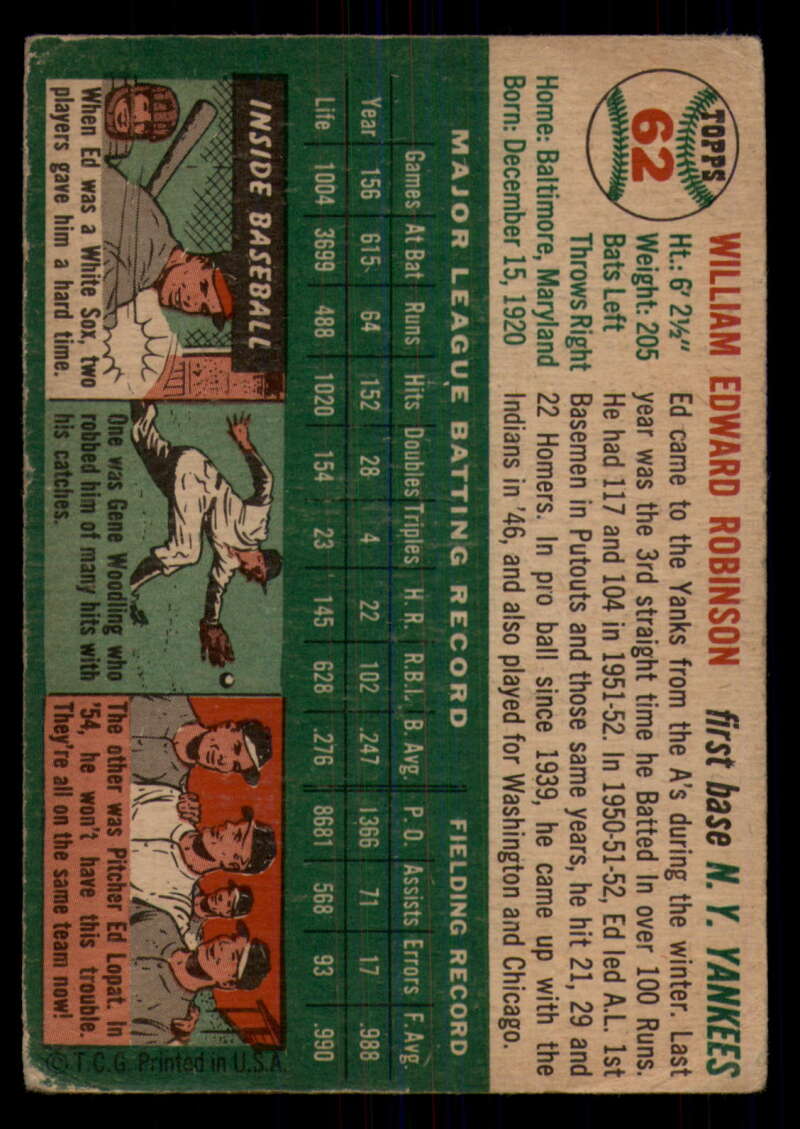 TOPPS
62
WILLIAM EDWARD ROBINSON first base N. Y. YANKEES
Ht.: 6' 2½"
Weight: 205
Bats Left
Throws Right
Home: Baltimore, Maryland
Born: December 15, 1920
Ed came to the Yanks from the A's during the winter. Last
year was the 3rd straight time he Batted In over 100 Runs.
He had 117 and 104 in 1951-52. In 1950-51-52, Ed led A.L. 1st
Basemen in Putouts and those same years, he hit 21, 29 and
22 Homers. In pro ball since 1939, he came up with the
Indians in '46, and also played for Washington and Chicago.
MAJOR LEAGUE BATTING RECORD FIELDING RECORD
Games At Bat Runs Hits Doubles Triples H. R. R.B.I. B. Avg. P. O. Assists Errors F. Avg.
Year 156 615 64 152 28 4 22 102 .247 1366 71 17 .988
Life 1004 3699 488 1020 154 23 145 628 .276 8681 568 93 .990
INSIDE BASEBALL
When Ed was a White Sox, two
players gave him a hard time.
One was Gene Woodling who
robbed him of many hits with
his catches.
The other was Pitcher Ed Lopat. In
'54, he won't have this trouble.
They're all on the same team now!
© T.C.G. Printed in U.S.A.